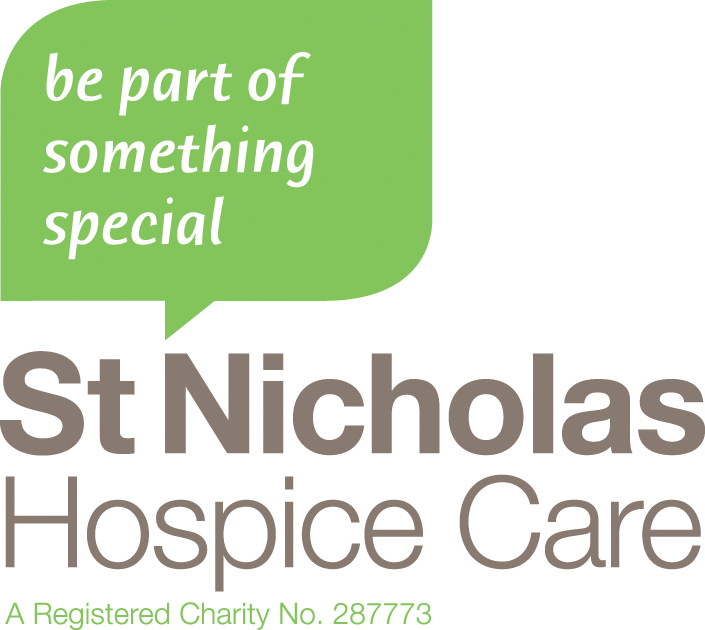 be part of
something
special
St Nicholas
Hospice Care
A Registered Charity No. 287773